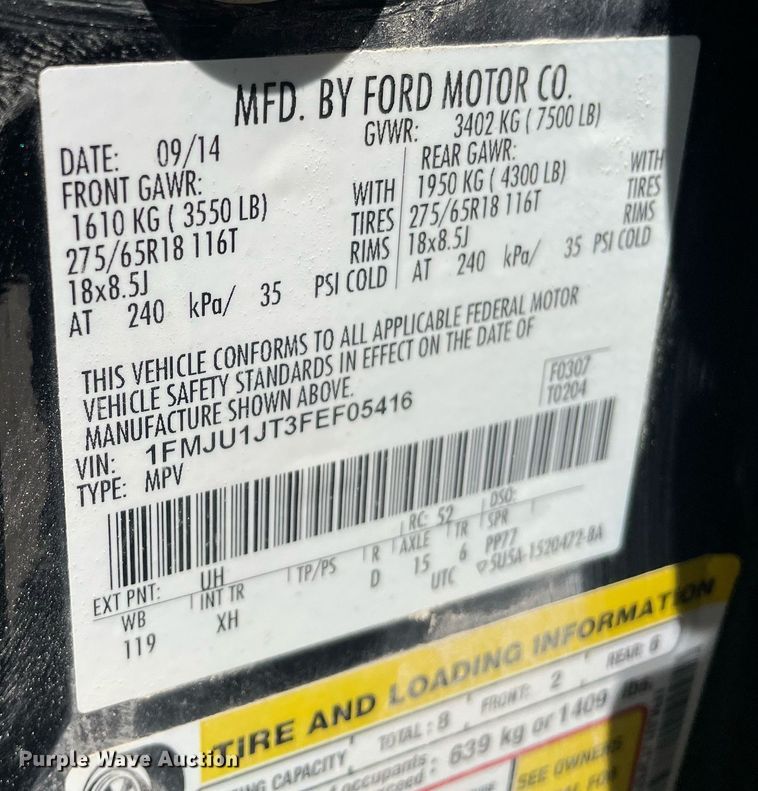 MFD. BY FORD MOTOR CO.
DATE: 09/14 GVWR: 3402 KG ( 7500 LB)
FRONT GAWR: REAR GAWR:
1610 KG ( 3550 LB) WITH 1950 KG ( 4300 LB) WITH
275/65R18 116T TIRES 275/65R18 116T TIRES
18x8.5J RIMS 18x8.5J RIMS
AT 240 kPa/ 35 PSI COLD AT 240 kPa/ 35 PSI COLD
THIS VEHICLE CONFORMS TO ALL APPLICABLE FEDERAL MOTOR
VEHICLE SAFETY STANDARDS IN EFFECT ON THE DATE OF
MANUFACTURE SHOWN ABOVE.
F0307
T0204
VIN: 1FMJU1JT3FEF05416
TYPE: MPV
EXT PNT: UH RC: 52 DSO:
WB INT TR TP/PS R AXLE TR SPR
119 XH D 15 6 PP77
UTC 5U5A-1520472-BA
TIRE AND LOADING INFORMATION
CAPACITY TOTAL: 8 FRONT: 2 REAR: 6
occupants : 639 kg or 1409 lbs.
SEE OWNERS
FOR
Purple Wave Auction